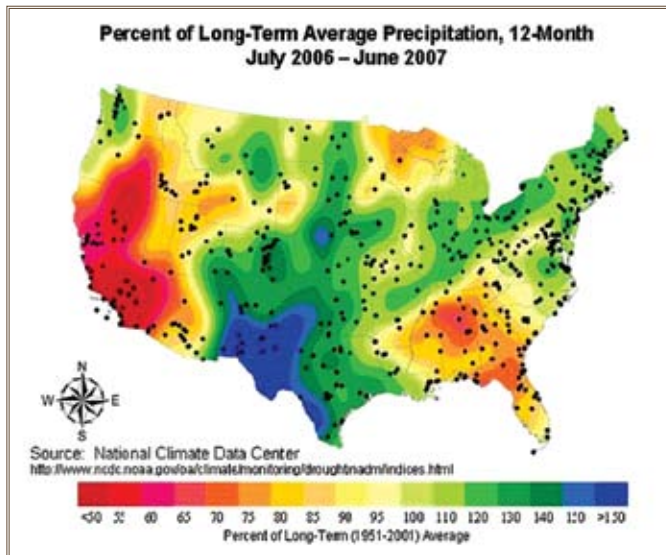 Percent of Long-Term Average Precipitation, 12-Month
July 2006 – June 2007
N
W E
S
Source: National Climate Data Center
http://www.ncdc.noaa.gov/oa/climate/monitoring/drought/nadm/indices.html
<50 55 60 65 70 75 80 85 90 95 100 110 120 130 140 150 >150
Percent of Long-Term (1951-2001) Average